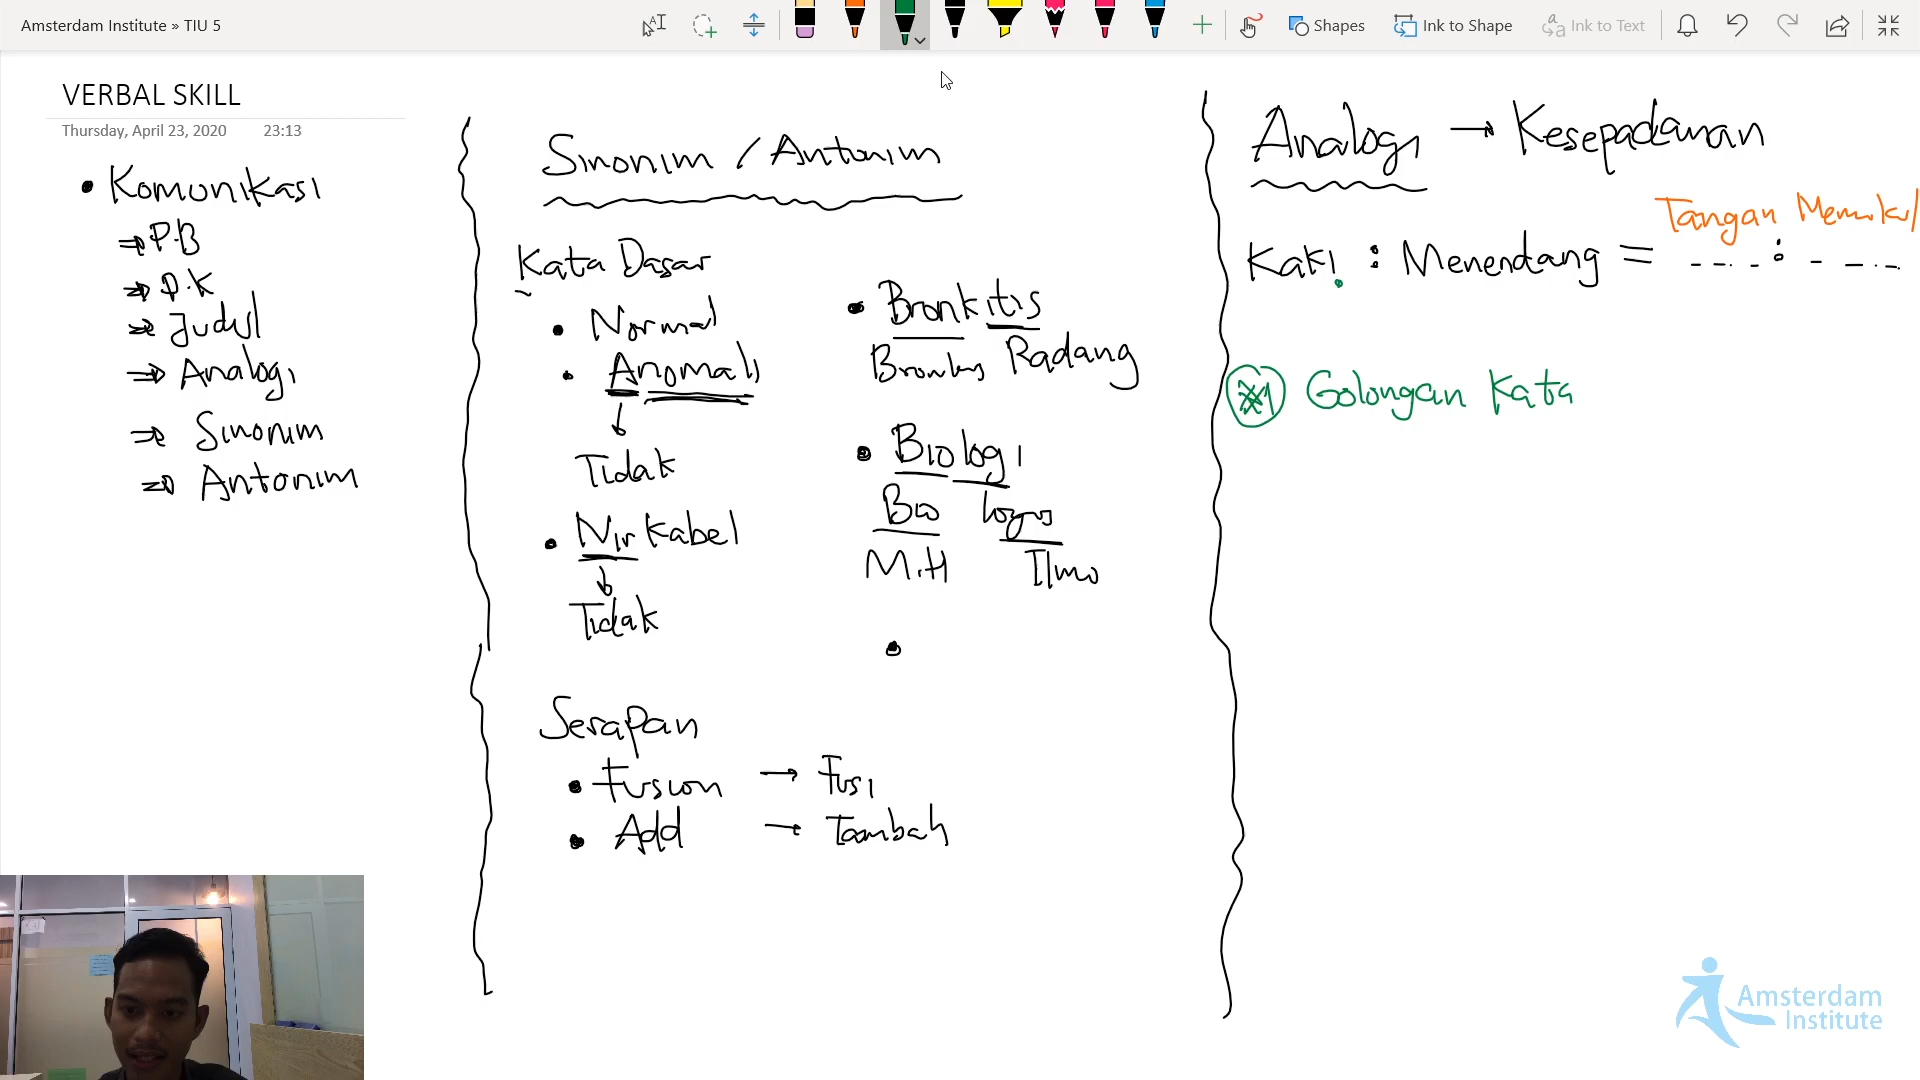 Amsterdam Institute » TIU 5
Shapes
Ink to Shape
Ink to Text
VERBAL SKILL
Thursday, April 23, 2020 23:13
• Komunikasi
⇒ P.B
⇒ P.K
⇒ Judul
⇒ Analogi
⇒ Sinonim
⇒ Antonim
Sinonim / Antonim
Kata Dasar
• Normal
• Anomali
↓
Tidak
• Nirkabel
↓
Tidak
• Bronkitis
Bronkus Radang
• Biologi
Bio logos
M.H Ilmu
•
Serapan
• Fusion → Fusi
• Add → Tambah
Analogi → Kesepadanan
Tangan Memukul
Kaki : Menendang = .... : ....
*1 Golongan Kata
Amsterdam
Institute